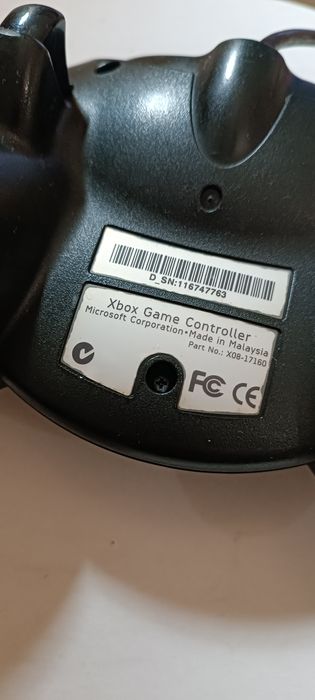 D_SN:116747763
Xbox Game Controller
Microsoft Corporation•Made in Malaysia
Part No.: X08-17160
FC CE